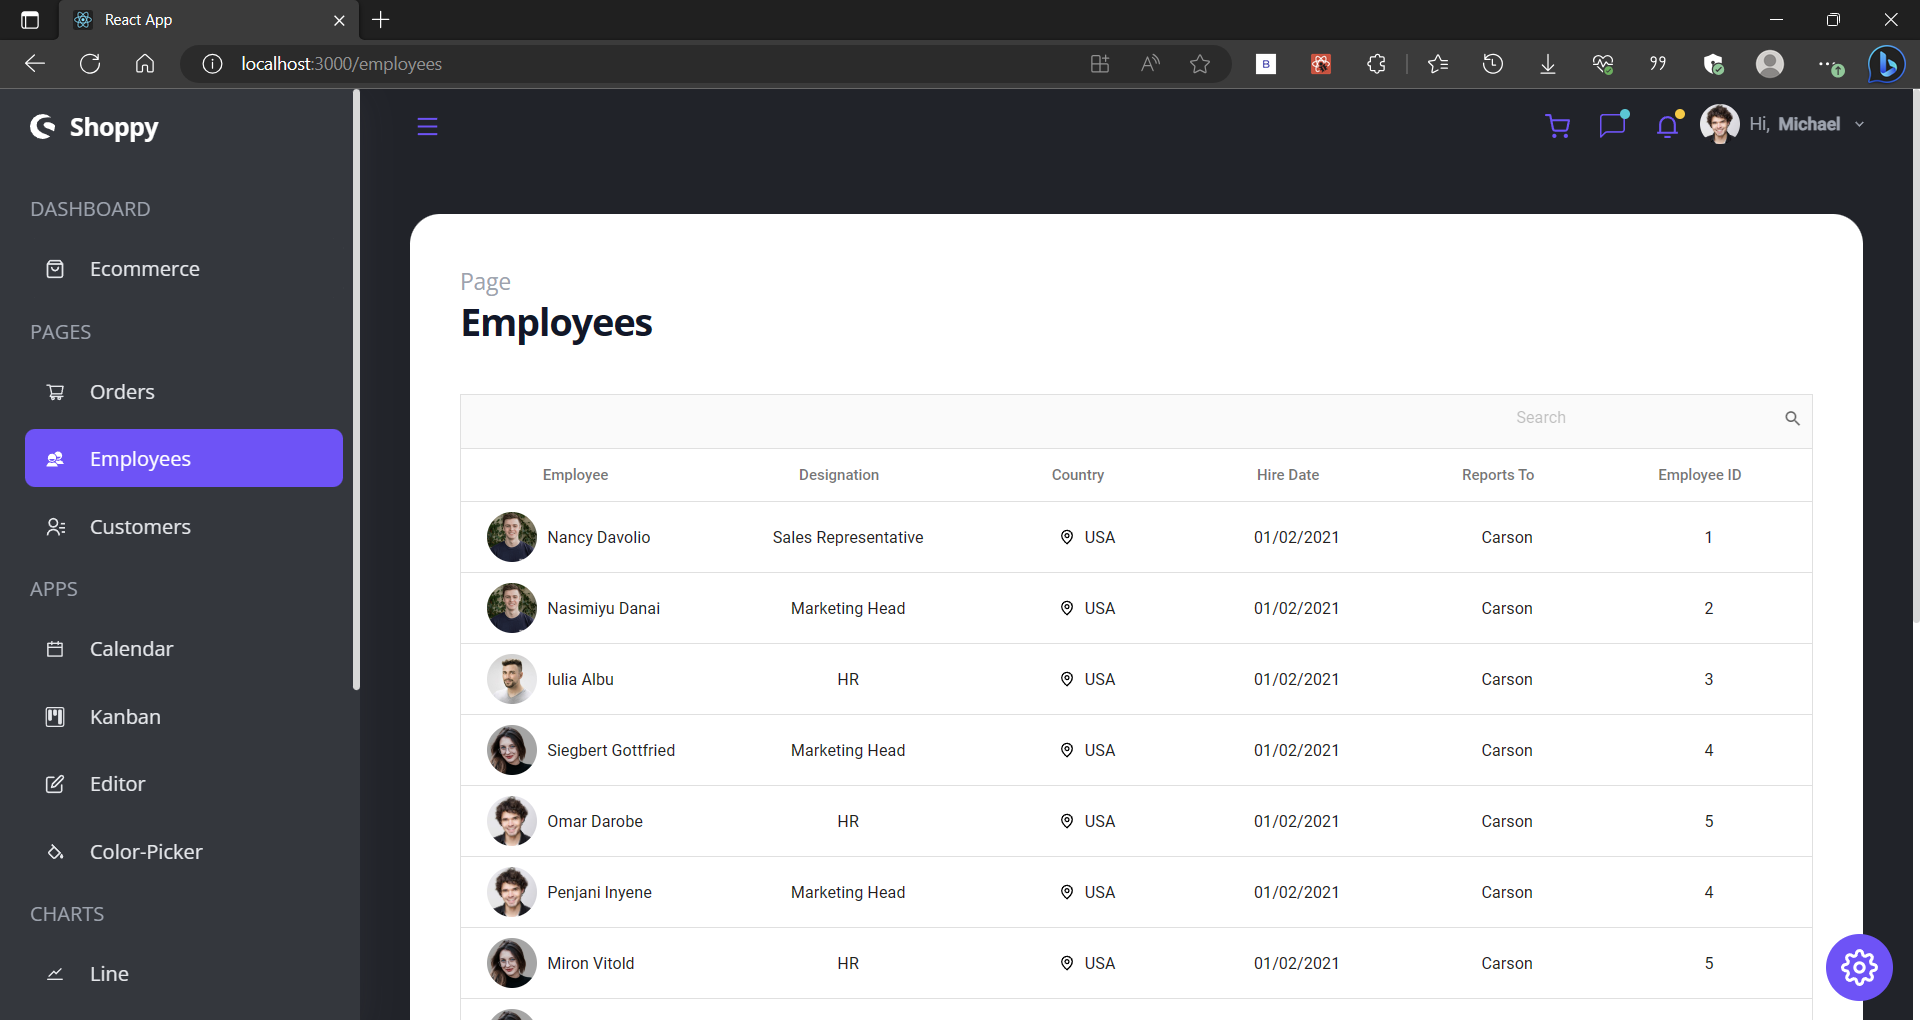 React App
localhost:3000/employees
B
Shoppy
Hi, Michael
DASHBOARD
Ecommerce
PAGES
Orders
Employees
Customers
APPS
Calendar
Kanban
Editor
Color-Picker
CHARTS
Line
Page
Employees
Search
Employee Designation Country Hire Date Reports To Employee ID
Nancy Davolio Sales Representative USA 01/02/2021 Carson 1
Nasimiyu Danai Marketing Head USA 01/02/2021 Carson 2
Iulia Albu HR USA 01/02/2021 Carson 3
Siegbert Gottfried Marketing Head USA 01/02/2021 Carson 4
Omar Darobe HR USA 01/02/2021 Carson 5
Penjani Inyene Marketing Head USA 01/02/2021 Carson 4
Miron Vitold HR USA 01/02/2021 Carson 5